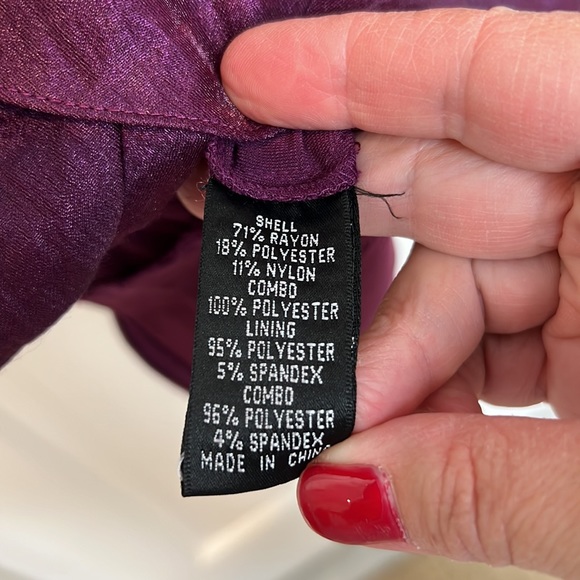 SHELL
71% RAYON
18% POLYESTER
11% NYLON
COMBO
100% POLYESTER
LINING
95% POLYESTER
5% SPANDEX
COMBO
96% POLYESTER
4% SPANDEX
MADE IN CHINA